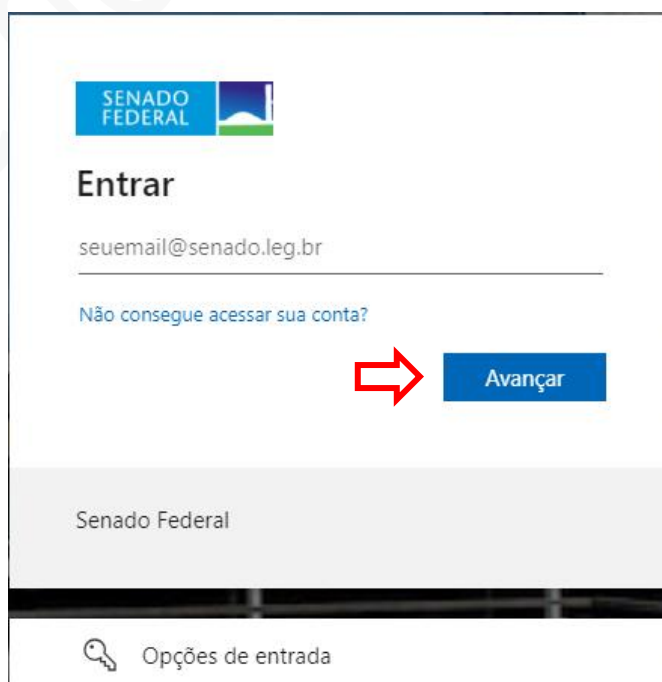 SENADO
FEDERAL
Entrar
seuemail@senado.leg.br
Não consegue acessar sua conta?
Avançar
Senado Federal
Opções de entrada